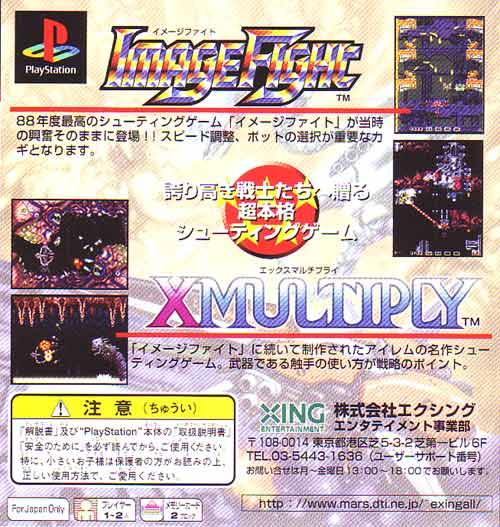 PlayStation
イメージファイト
IMAGEFIGHT
TM
88年度最高のシューティングゲーム「イメージファイト」が当時
の興奮そのままに登場!!スピード調整、ポットの選択が重要なカ
ギとなります。
誇り高き戦士たちへ贈る
超本格
シューティングゲーム
エックスマルチプライ
XMULTIPLY
TM
「イメージファイト」に続いて制作されたアイレムの名作シュー
ティングゲーム。武器である触手の使い方が戦略のポイント。
注意(ちゅうい)
「解説書」及び"PlayStation"本体の「取扱説明書」
「安全のために」を必ず読んでから、ご使用ください。
特に、小さいお子様は保護者の方がお読みの上、
正しい使用方法で、ご愛用ください。
For Japan Only
プレイヤー
1~2人
メモリーカード
2ブロック
XING
ENTERTAINMENT
株式会社エクシング
エンタテイメント事業部
〒108-0014 東京都港区芝5-3-2芝第一ビル6F
TEL.03-5443-1636(ユーザーサポート番号)
お問い合せは月~金曜日13:00~18:00でお願いします。
http://www.mars.dti.ne.jp/~exingall/